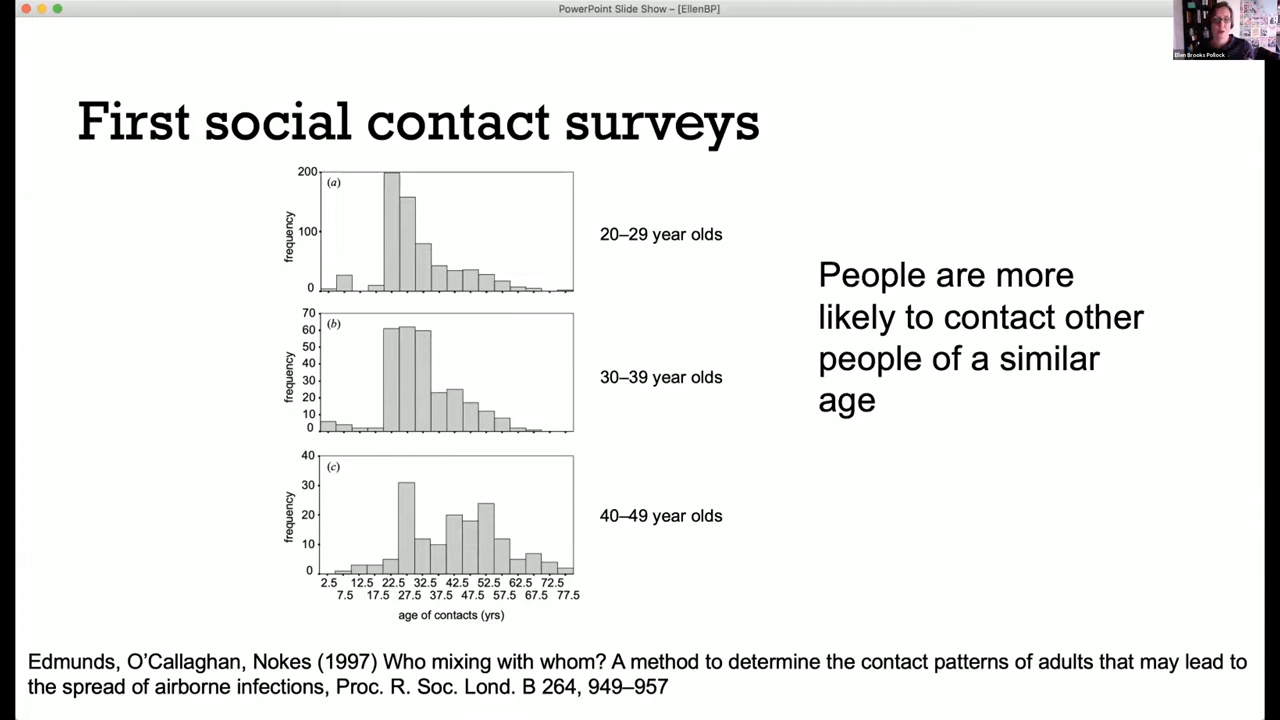 PowerPoint Slide Show – [EllenBP]
Ellen Brooks Pollock
First social contact surveys
200
100
0
frequency
(a)
20–29 year olds
70
60
50
40
30
20
10
0
frequency
(b)
30–39 year olds
40
30
20
10
0
frequency
(c)
40–49 year olds
2.5 12.5 22.5 32.5 42.5 52.5 62.5 72.5
7.5 17.5 27.5 37.5 47.5 57.5 67.5 77.5
age of contacts (yrs)
People are more
likely to contact other
people of a similar
age
Edmunds, O’Callaghan, Nokes (1997) Who mixing with whom? A method to determine the contact patterns of adults that may lead to
the spread of airborne infections, Proc. R. Soc. Lond. B 264, 949–957